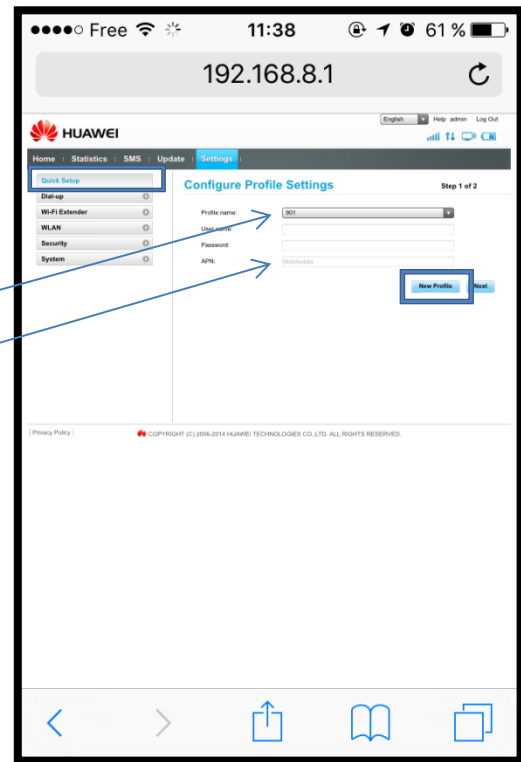 Free 11:38 61 %
192.168.8.1
English Help admin Log Out
HUAWEI
Home Statistics SMS Update Settings
Quick Setup
Configure Profile Settings Step 1 of 2
Dial-up
Wi-Fi Extender Profile name: 901
WLAN User name:
Security Password:
System APN: Mobiledata
New Profile Next
Privacy Policy COPYRIGHT (C) 2006-2014 HUAWEI TECHNOLOGIES CO.,LTD. ALL RIGHTS RESERVED.